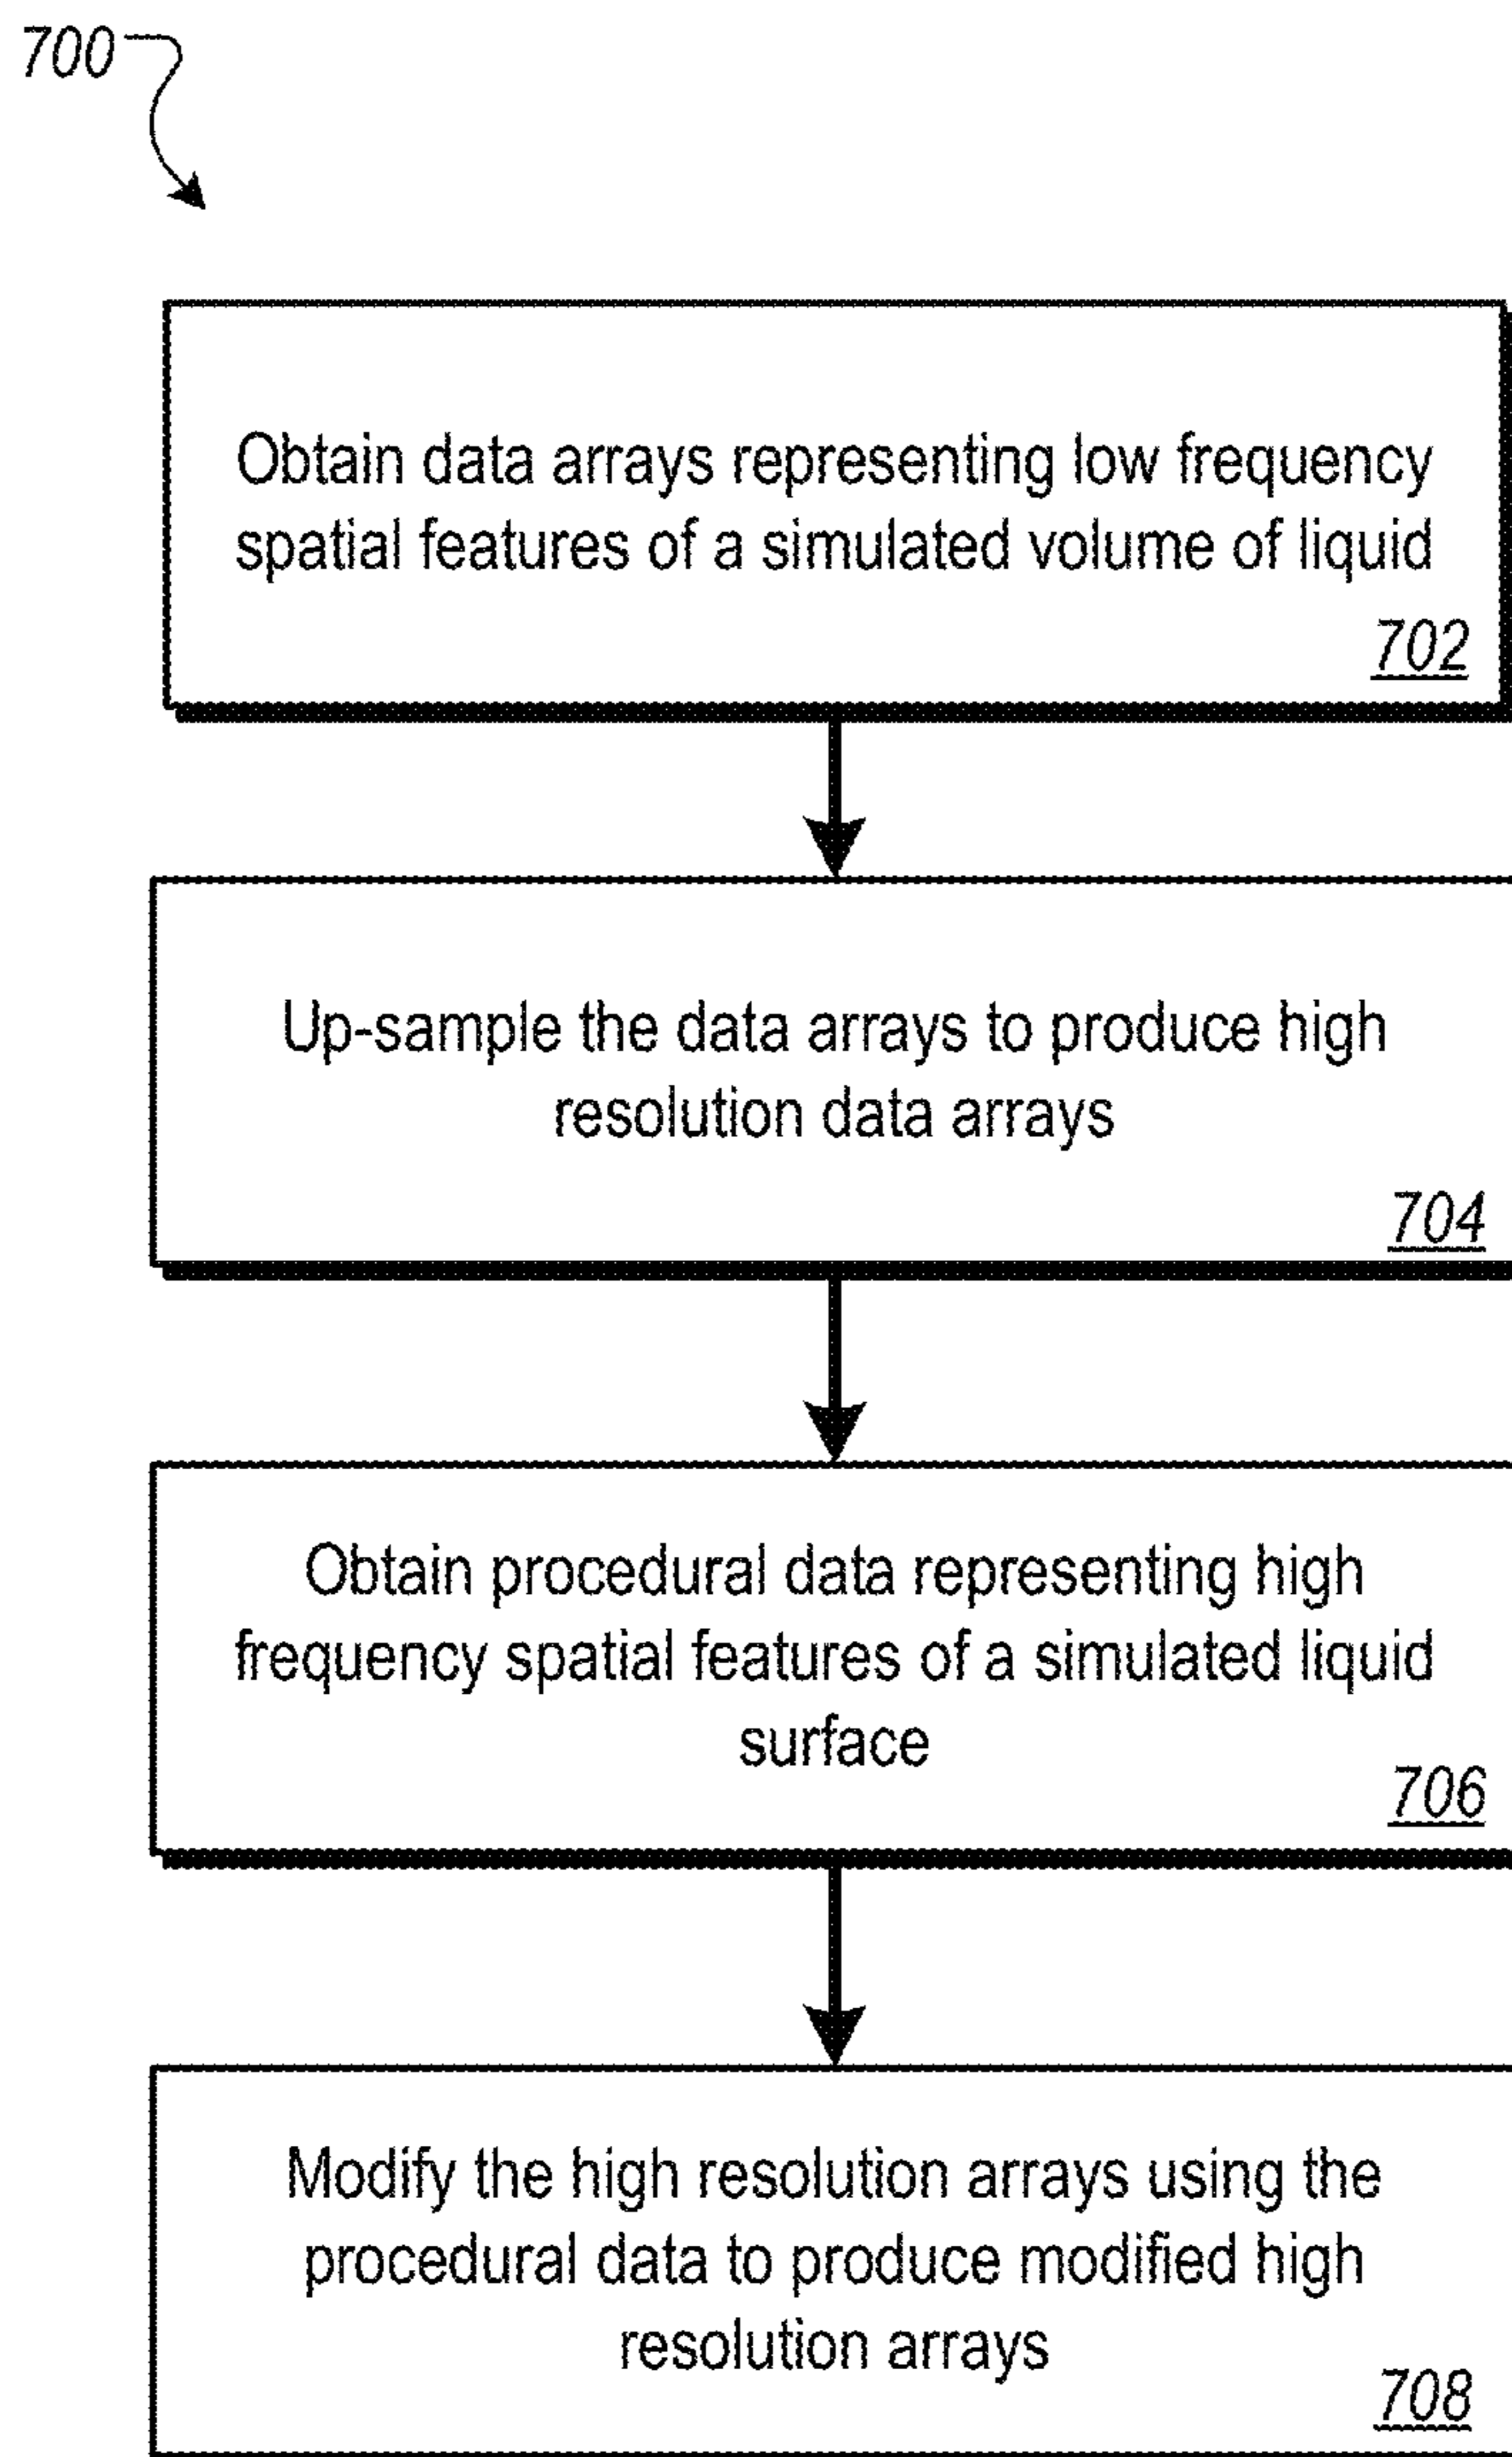 700
Obtain data arrays representing low frequency
spatial features of a simulated volume of liquid
702
Up-sample the data arrays to produce high
resolution data arrays
704
Obtain procedural data representing high
frequency spatial features of a simulated liquid
surface
706
Modify the high resolution arrays using the
procedural data to produce modified high
resolution arrays
708